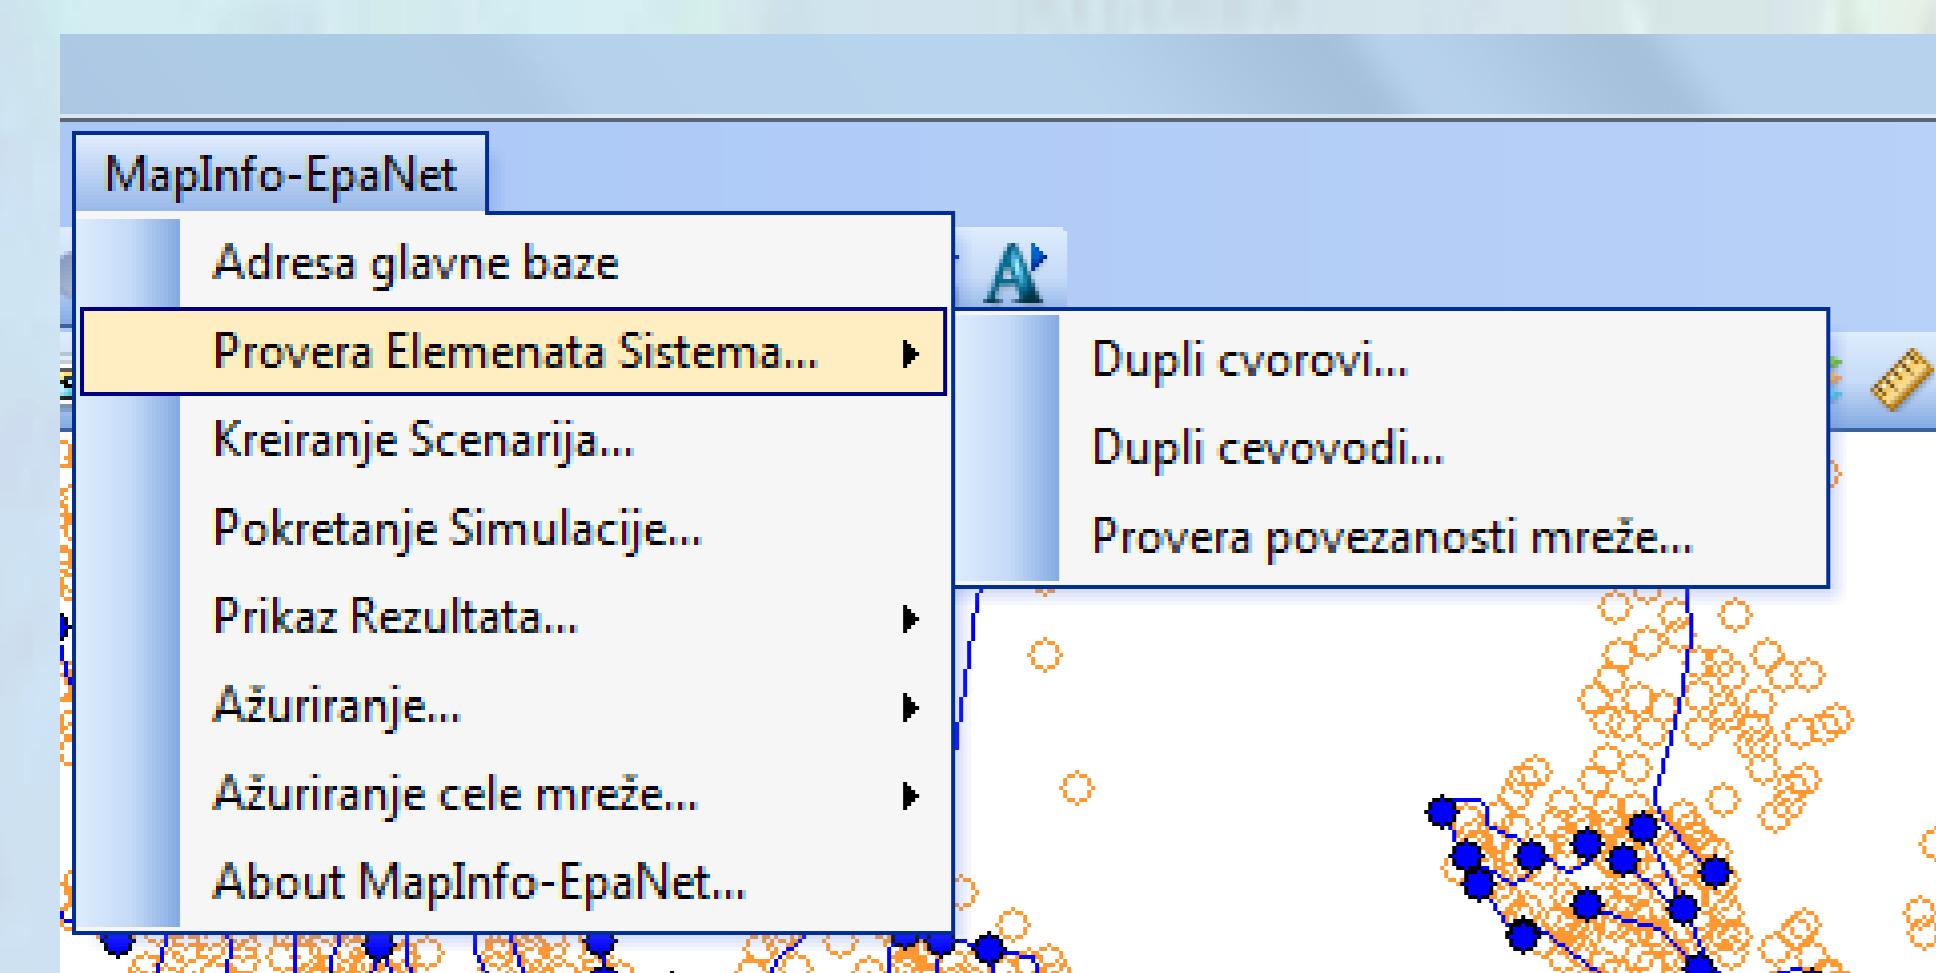 MapInfo-EpaNet
Adresa glavne baze
Provera Elemenata Sistema...
Kreiranje Scenarija...
Pokretanje Simulacije...
Prikaz Rezultata...
Ažuriranje...
Ažuriranje cele mreže...
About MapInfo-EpaNet...
Dupli cvorovi...
Dupli cevovodi...
Provera povezanosti mreže...